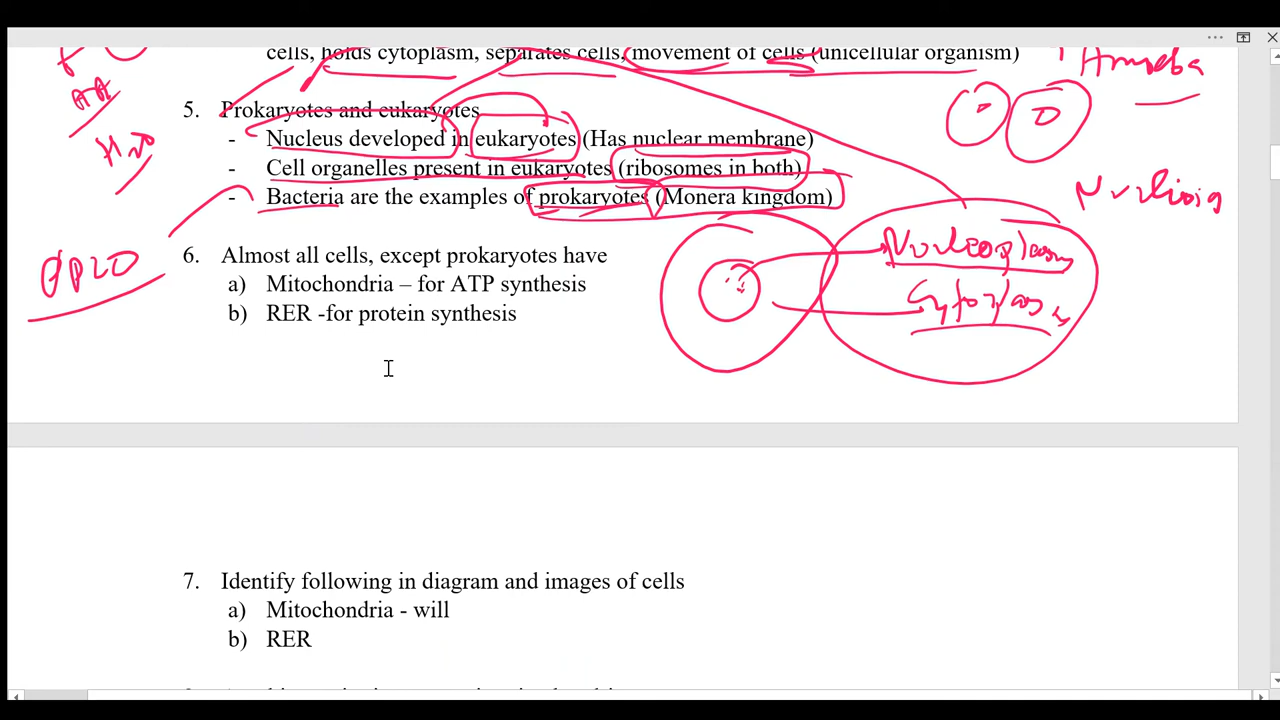 cells, holds cytoplasm, separates cells, movement of cells (unicellular organism)
Amoeba
AA
H2O
5. Prokaryotes and eukaryotes
- Nucleus developed in eukaryotes (Has nuclear membrane)
- Cell organelles present in eukaryotes (ribosomes in both)
- Bacteria are the examples of prokaryotes (Monera kingdom)
PPLO
Nucleoplasm
Cytoplasm
6. Almost all cells, except prokaryotes have
a) Mitochondria – for ATP synthesis
b) RER -for protein synthesis
7. Identify following in diagram and images of cells
a) Mitochondria - will
b) RER